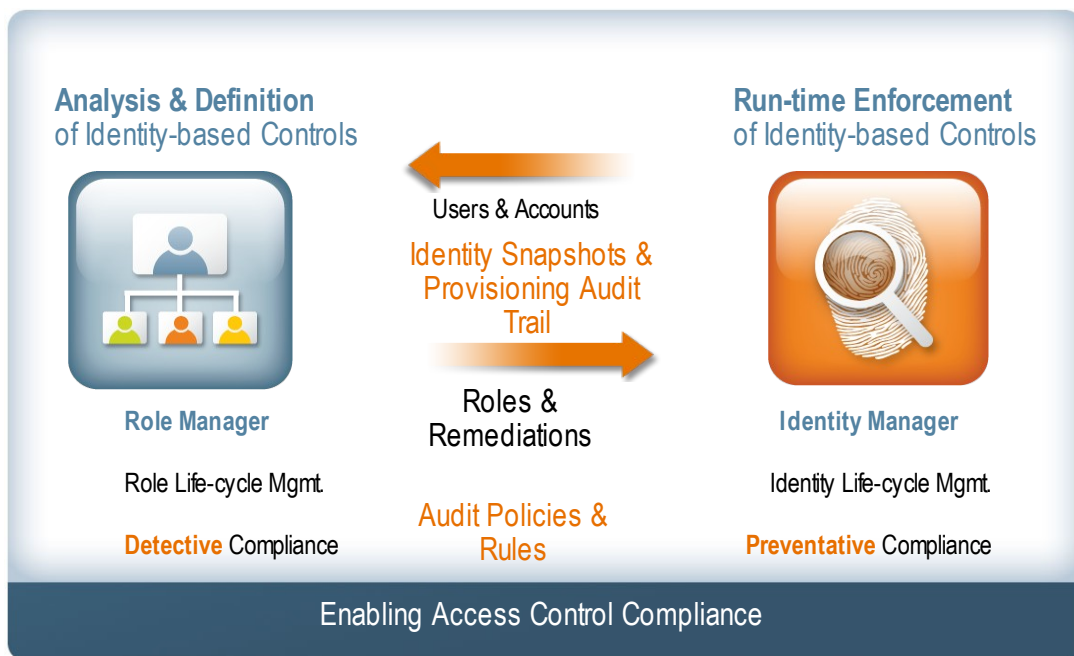 Analysis & Definition
of Identity-based Controls
Run-time Enforcement
of Identity-based Controls
Users & Accounts
Identity Snapshots &
Provisioning Audit
Trail
Roles &
Remediations
Audit Policies &
Rules
Role Manager
Role Life-cycle Mgmt.
Detective Compliance
Identity Manager
Identity Life-cycle Mgmt.
Preventative Compliance
Enabling Access Control Compliance